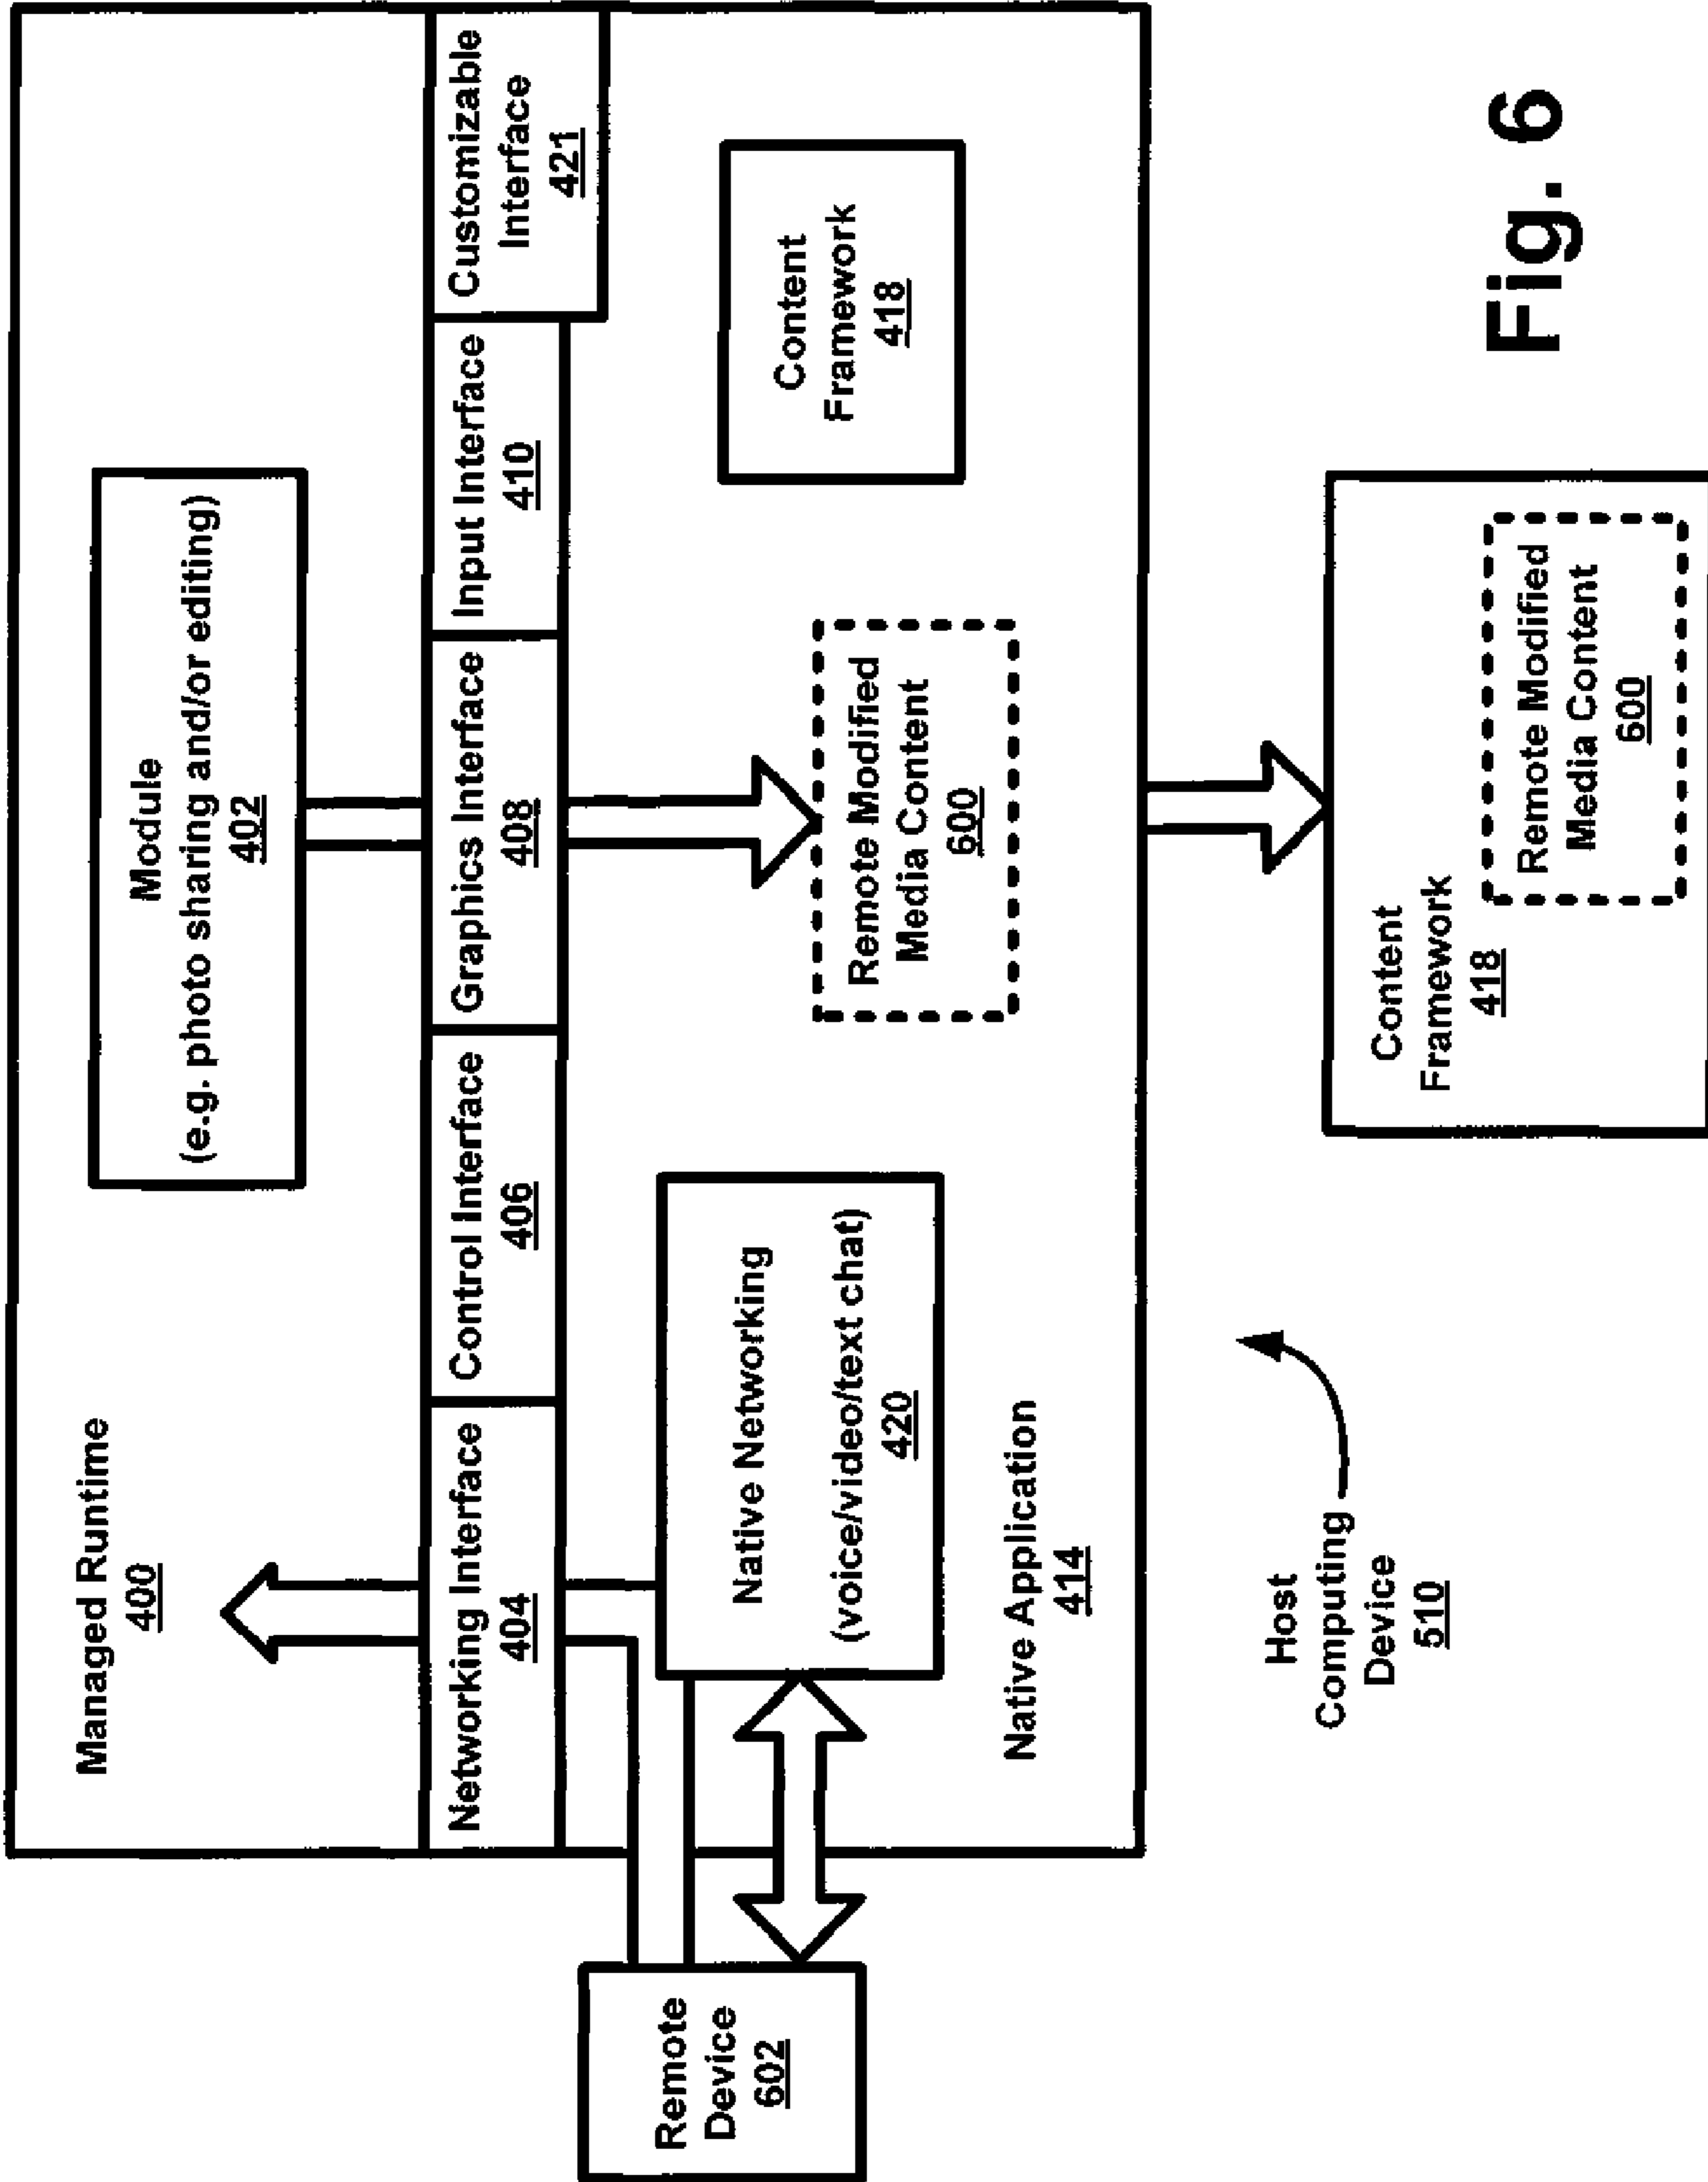 Managed Runtime
400
Module
(e.g. photo sharing and/or editing)
402
Networking Interface
404
Control Interface
406
Graphics Interface
408
Input Interface
410
Customizable
Interface
421
Remote
Device
602
Native Networking
(voice/video/text chat)
420
Remote Modified
Media Content
600
Content
Framework
418
Native Application
414
Host
Computing
Device
510
Content
Framework
418
Remote Modified
Media Content
600
Fig. 6